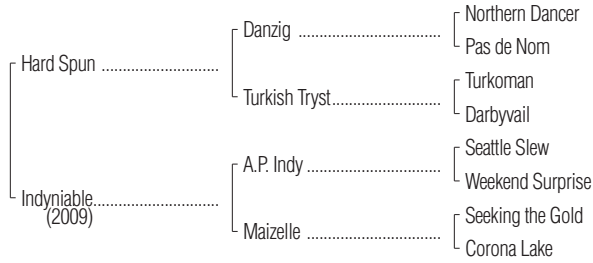 Northern Dancer
Danzig ................................
Pas de Nom
Hard Spun ..........................
Turkoman
Turkish Tryst.........................
Darbyvail
Seattle Slew
A.P. Indy ..............................
Weekend Surprise
Indyniable............................
(2009)
Seeking the Gold
Maizelle ..............................
Corona Lake